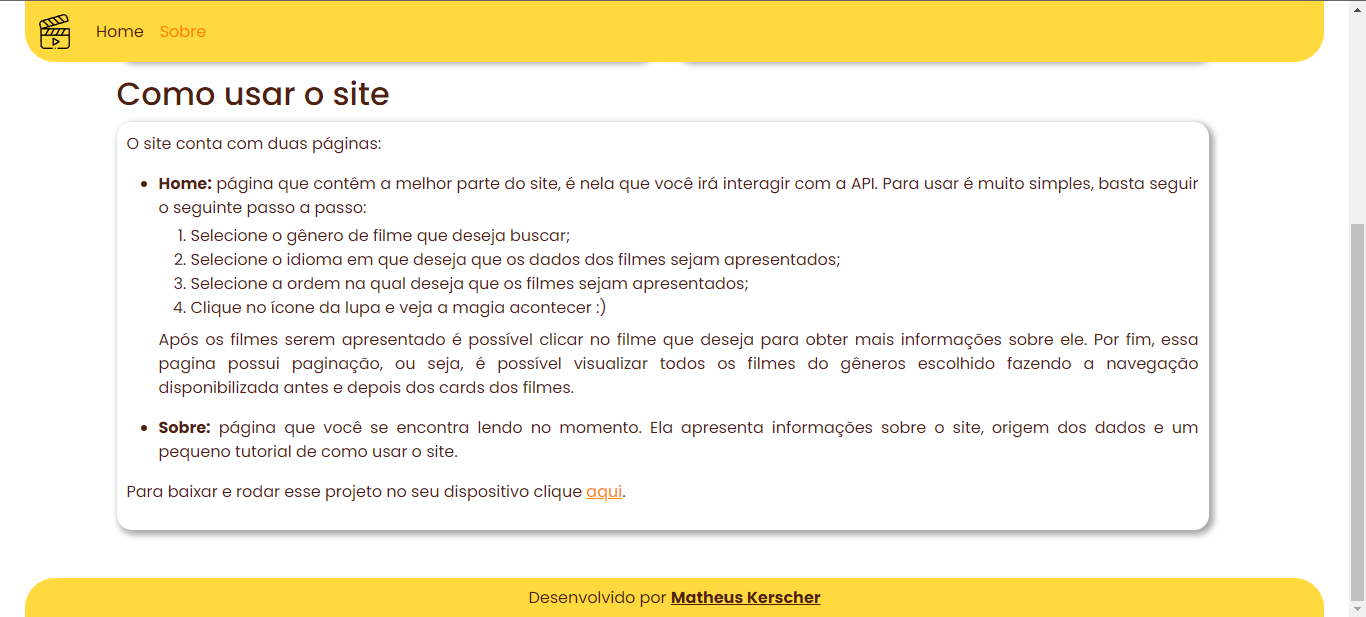 Home Sobre
Como usar o site
O site conta com duas páginas:
Home: página que contêm a melhor parte do site, é nela que você irá interagir com a API. Para usar é muito simples, basta seguir
o seguinte passo a passo:
1. Selecione o gênero de filme que deseja buscar;
2. Selecione o idioma em que deseja que os dados dos filmes sejam apresentados;
3. Selecione a ordem na qual deseja que os filmes sejam apresentados;
4. Clique no ícone da lupa e veja a magia acontecer :)
Após os filmes serem apresentado é possível clicar no filme que deseja para obter mais informações sobre ele. Por fim, essa
pagina possui paginação, ou seja, é possível visualizar todos os filmes do gêneros escolhido fazendo a navegação
disponibilizada antes e depois dos cards dos filmes.
Sobre: página que você se encontra lendo no momento. Ela apresenta informações sobre o site, origem dos dados e um
pequeno tutorial de como usar o site.
Para baixar e rodar esse projeto no seu dispositivo clique aqui.
Desenvolvido por Matheus Kerscher